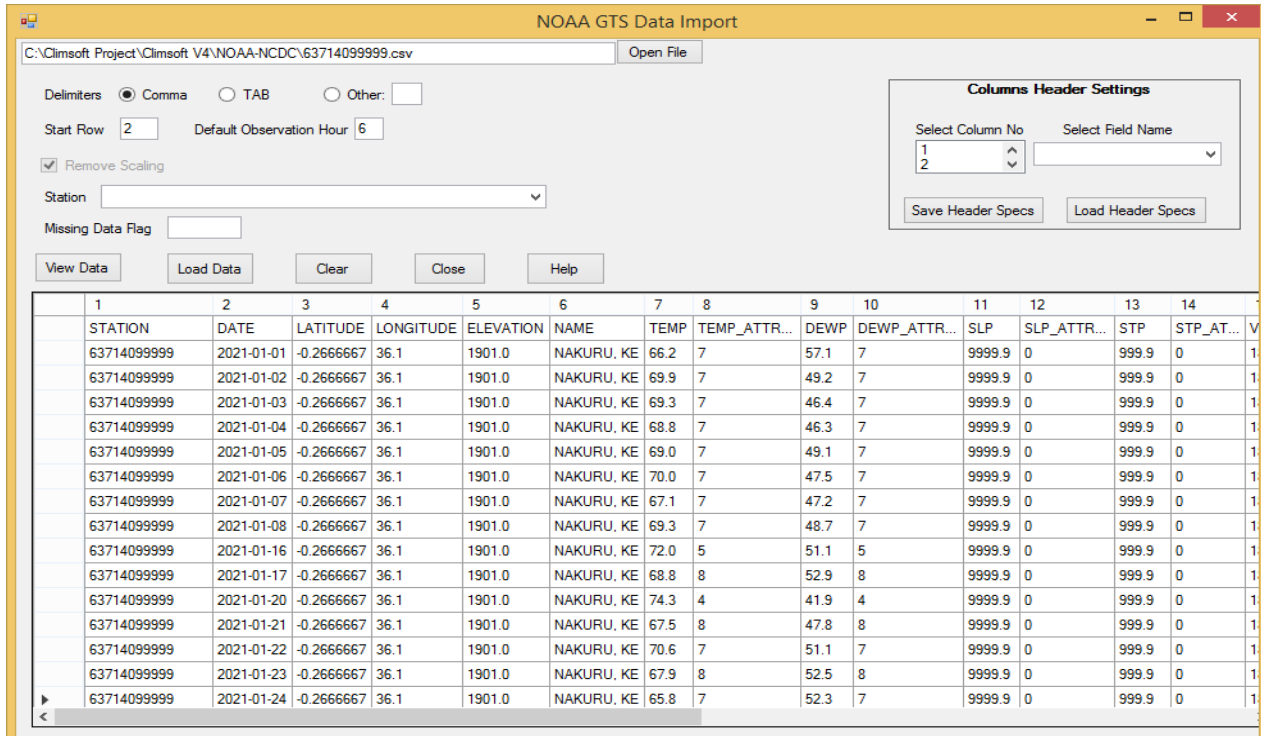 NOAA GTS Data Import
C:\Climsoft Project\Climsoft V4\NOAA-NCDC\63714099999.csv Open File
Delimiters Comma TAB Other:
Start Row 2 Default Observation Hour 6
Remove Scaling
Station
Missing Data Flag
Columns Header Settings
Select Column No Select Field Name
1
2
Save Header Specs Load Header Specs
View Data Load Data Clear Close Help
1 2 3 4 5 6 7 8 9 10 11 12 13 14
STATION DATE LATITUDE LONGITUDE ELEVATION NAME TEMP TEMP_ATTR... DEWP DEWP_ATTR... SLP SLP_ATTR... STP STP_AT... V
63714099999 2021-01-01 -0.2666667 36.1 1901.0 NAKURU, KE 66.2 7 57.1 7 9999.9 0 999.9 0
63714099999 2021-01-02 -0.2666667 36.1 1901.0 NAKURU, KE 69.9 7 49.2 7 9999.9 0 999.9 0
63714099999 2021-01-03 -0.2666667 36.1 1901.0 NAKURU, KE 69.3 7 46.4 7 9999.9 0 999.9 0
63714099999 2021-01-04 -0.2666667 36.1 1901.0 NAKURU, KE 68.8 7 46.3 7 9999.9 0 999.9 0
63714099999 2021-01-05 -0.2666667 36.1 1901.0 NAKURU, KE 69.0 7 49.1 7 9999.9 0 999.9 0
63714099999 2021-01-06 -0.2666667 36.1 1901.0 NAKURU, KE 70.0 7 47.5 7 9999.9 0 999.9 0
63714099999 2021-01-07 -0.2666667 36.1 1901.0 NAKURU, KE 67.1 7 47.2 7 9999.9 0 999.9 0
63714099999 2021-01-08 -0.2666667 36.1 1901.0 NAKURU, KE 69.3 7 48.7 7 9999.9 0 999.9 0
63714099999 2021-01-16 -0.2666667 36.1 1901.0 NAKURU, KE 72.0 5 51.1 5 9999.9 0 999.9 0
63714099999 2021-01-17 -0.2666667 36.1 1901.0 NAKURU, KE 68.8 8 52.9 8 9999.9 0 999.9 0
63714099999 2021-01-20 -0.2666667 36.1 1901.0 NAKURU, KE 74.3 4 41.9 4 9999.9 0 999.9 0
63714099999 2021-01-21 -0.2666667 36.1 1901.0 NAKURU, KE 67.5 8 47.8 8 9999.9 0 999.9 0
63714099999 2021-01-22 -0.2666667 36.1 1901.0 NAKURU, KE 70.6 7 51.1 7 9999.9 0 999.9 0
63714099999 2021-01-23 -0.2666667 36.1 1901.0 NAKURU, KE 67.9 8 52.5 8 9999.9 0 999.9 0
63714099999 2021-01-24 -0.2666667 36.1 1901.0 NAKURU, KE 65.8 7 52.3 7 9999.9 0 999.9 0